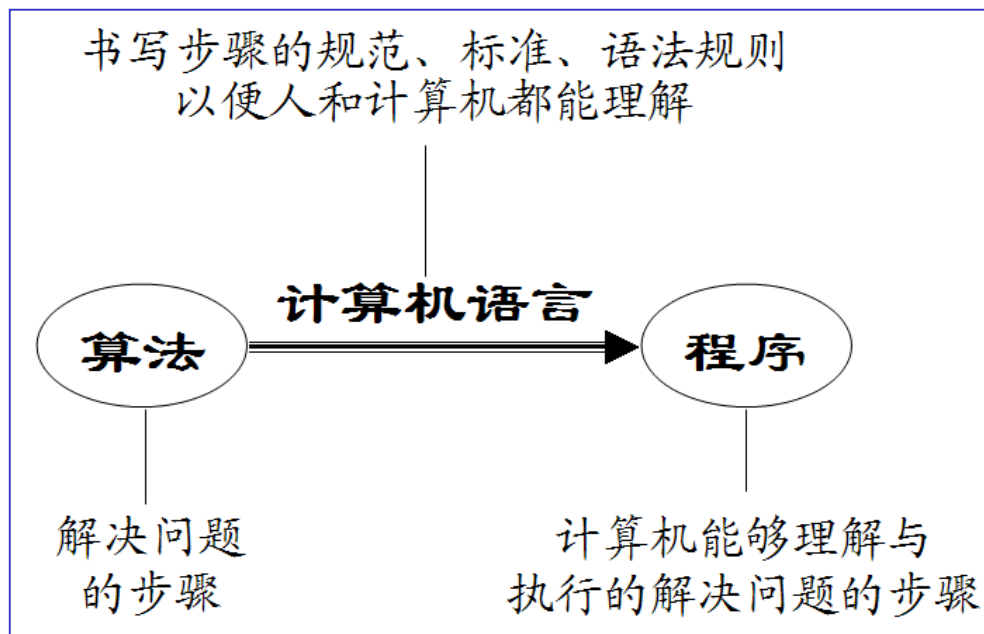 书写步骤的规范、标准、语法规则
以便人和计算机都能理解
计算机语言
算法
程序
解决问题
的步骤
计算机能够理解与
执行的解决问题的步骤